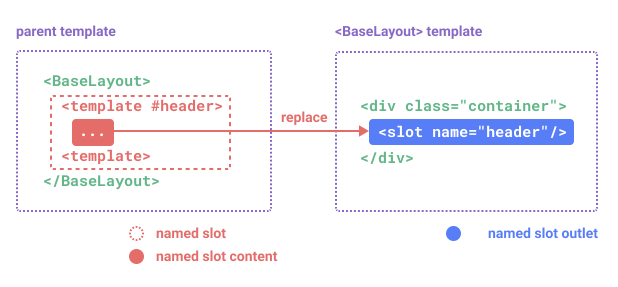 parent template
<BaseLayout>
<template #header>
...
<template>
</BaseLayout>
replace
<BaseLayout> template
<div class="container">
<slot name="header"/>
</div>
named slot
named slot content
named slot outlet